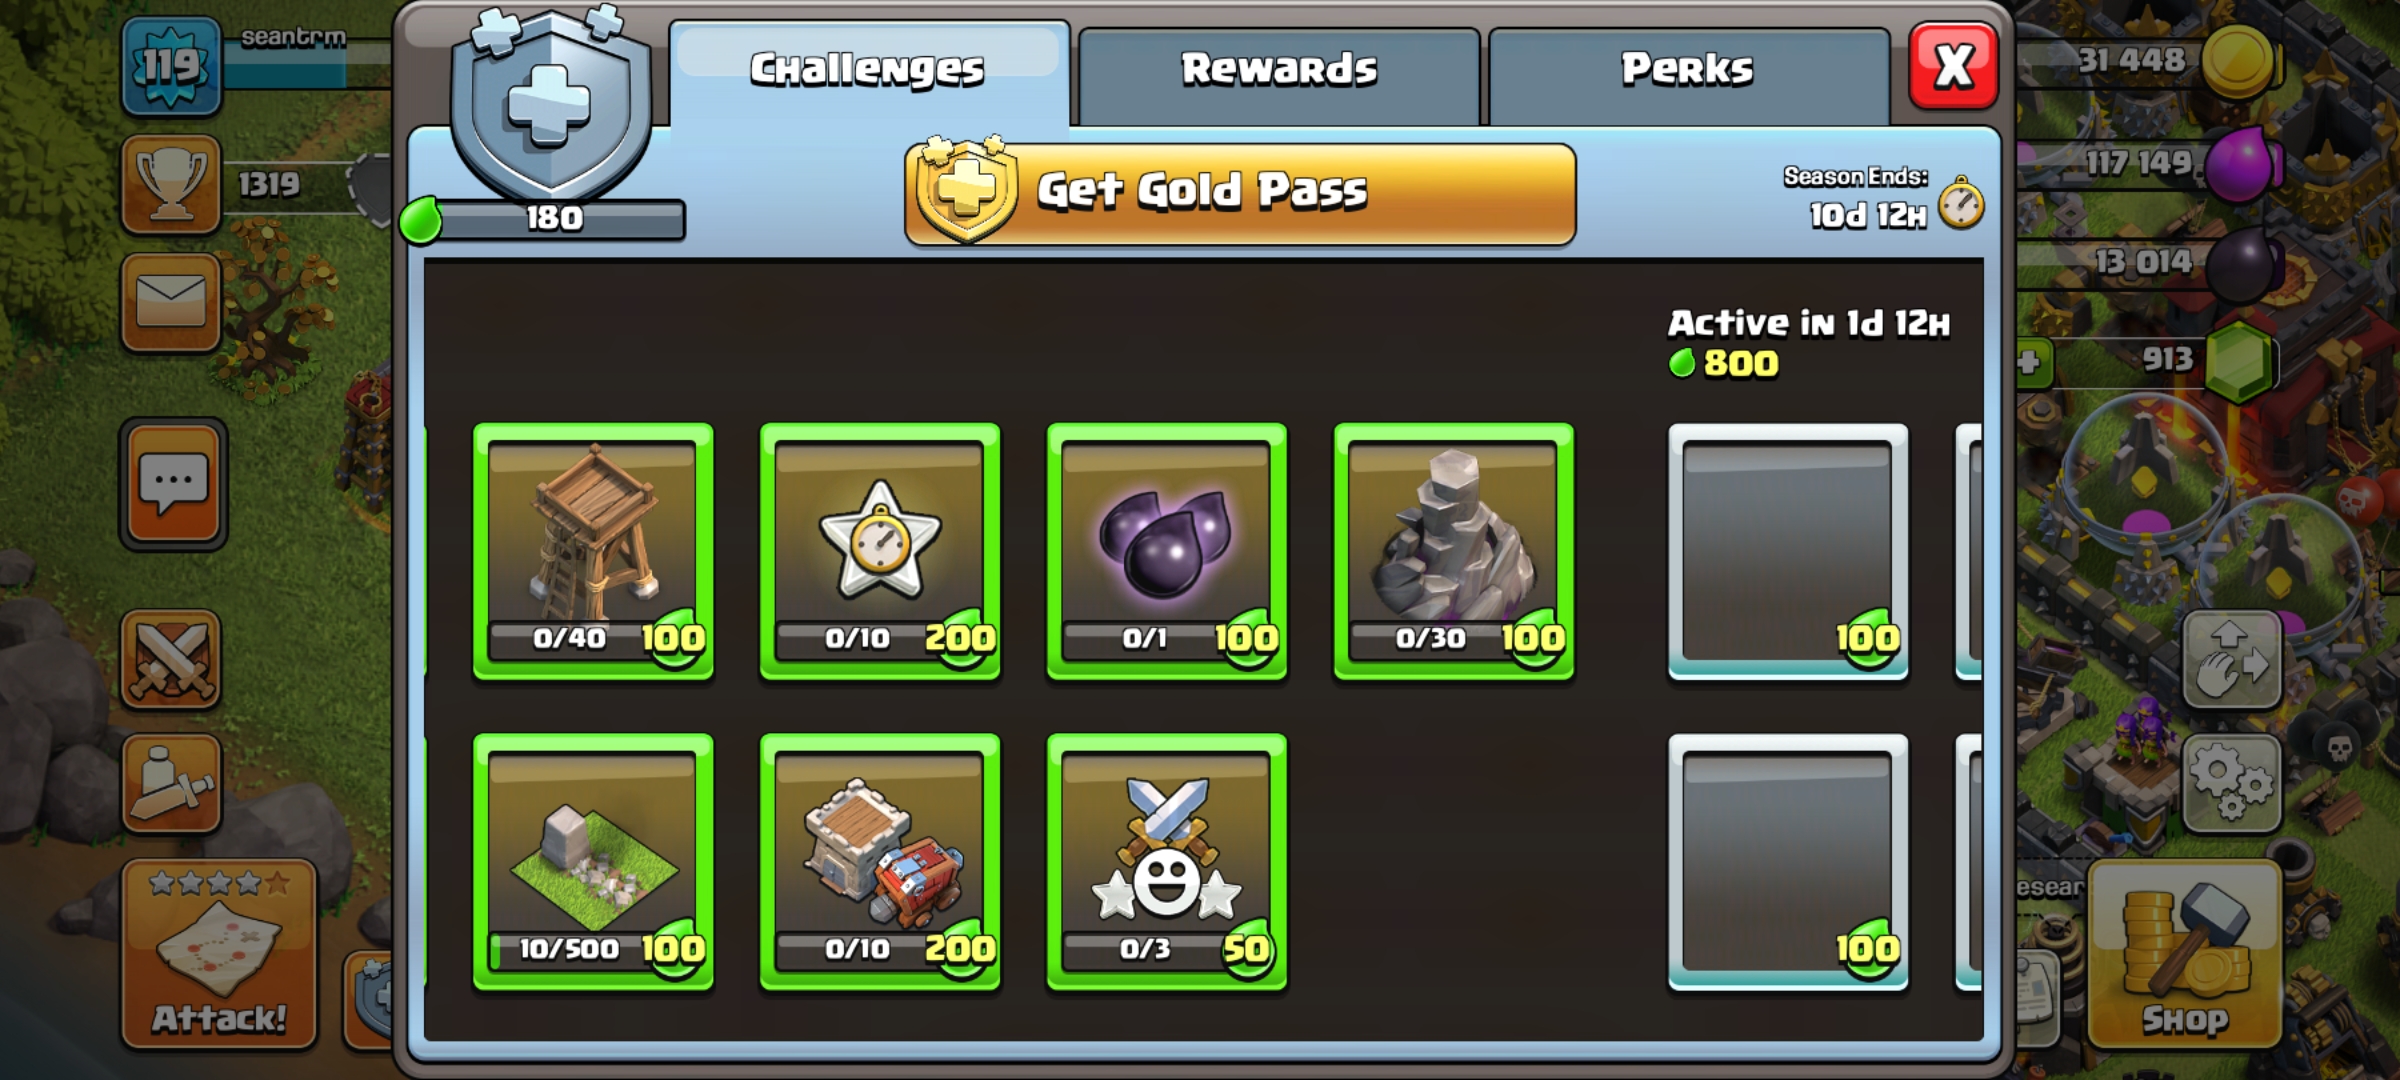 119
seantrm
1319
Challenges
Rewards
Perks
X
180
Get Gold Pass
Season Ends:
10d 12H
31 448
117 149
13 014
913
Active in 1d 12H
800
0/40 100
0/10 200
0/1 100
0/30 100
100
10/500 100
0/10 200
0/3 50
100
Attack!
esear
Shop